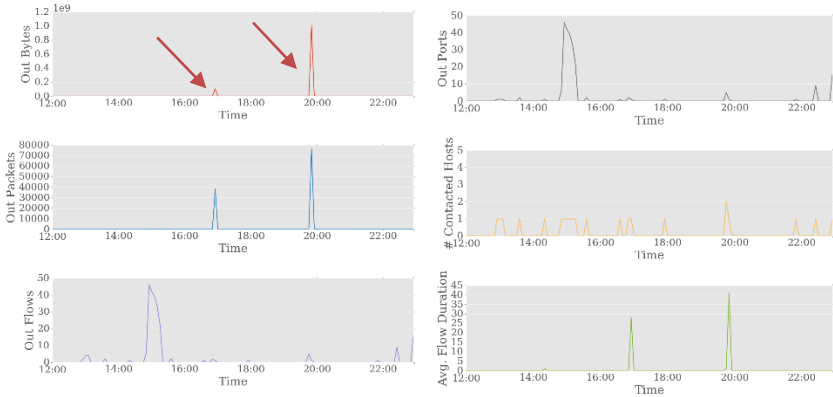 1e9
Out Bytes
1.2
1.0
0.8
0.6
0.4
0.2
0.0
12:00 14:00 16:00 18:00 20:00 22:00
Time
Out Ports
50
40
30
20
10
0
12:00 14:00 16:00 18:00 20:00 22:00
Time
Out Packets
80000
70000
60000
50000
40000
30000
20000
10000
0
12:00 14:00 16:00 18:00 20:00 22:00
Time
# Contacted Hosts
5
4
3
2
1
0
12:00 14:00 16:00 18:00 20:00 22:00
Time
Out Flows
50
40
30
20
10
0
12:00 14:00 16:00 18:00 20:00 22:00
Time
Avg. Flow Duration
45
40
35
30
25
20
15
10
5
0
12:00 14:00 16:00 18:00 20:00 22:00
Time